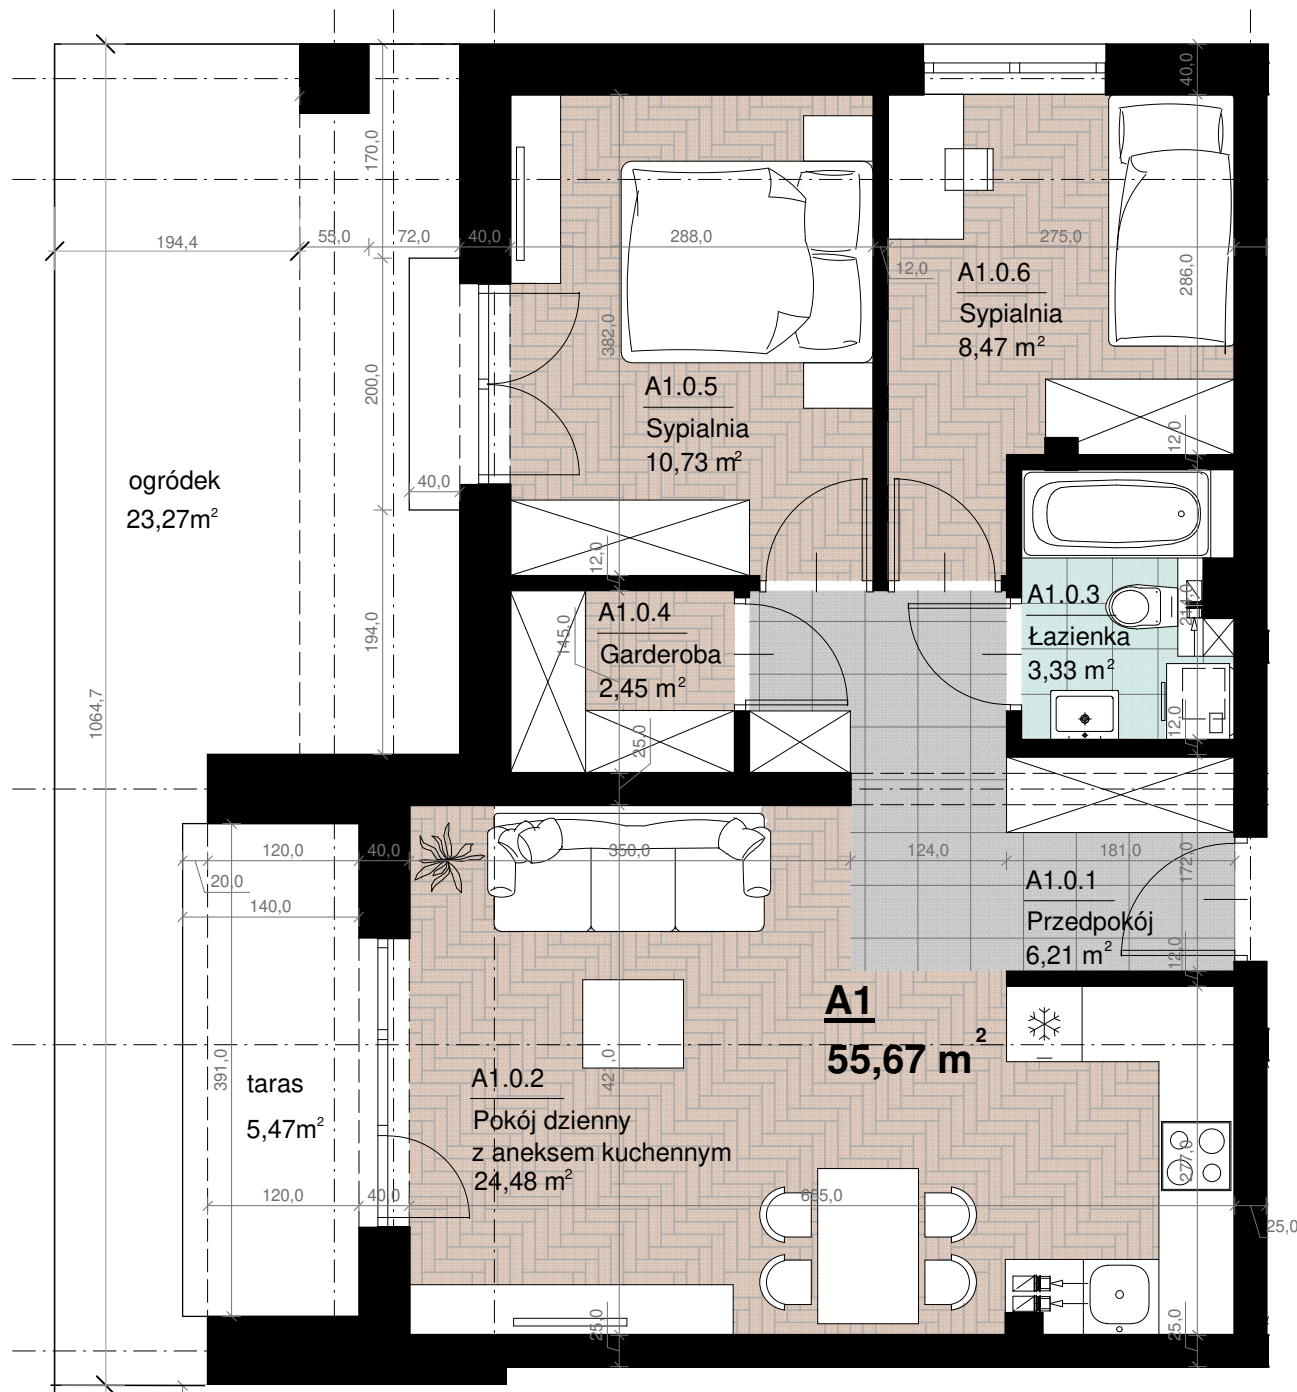 40,0
170,0
194,4
55,0
72,0
40,0
288,0
12,0
275,0
A1.0.6
Sypialnia
8,47 m²
286,0
382,0
200,0
A1.0.5
Sypialnia
10,73 m²
12,0
40,0
ogródek
23,27m²
12,0
A1.0.4
Garderoba
2,45 m²
145,0
A1.0.3
Łazienka
3,33 m²
194,0
1064,7
25,0
12,0
120,0
40,0
350,0
124,0
181,0
172,0
20,0
140,0
A1.0.1
Przedpokój
6,21 m²
12,0
A1
55,67 m²
391,0
taras
5,47m²
A1.0.2
Pokój dzienny
z aneksem kuchennym
24,48 m²
277,0
120,0
40,0
25,0
25,0
25,0